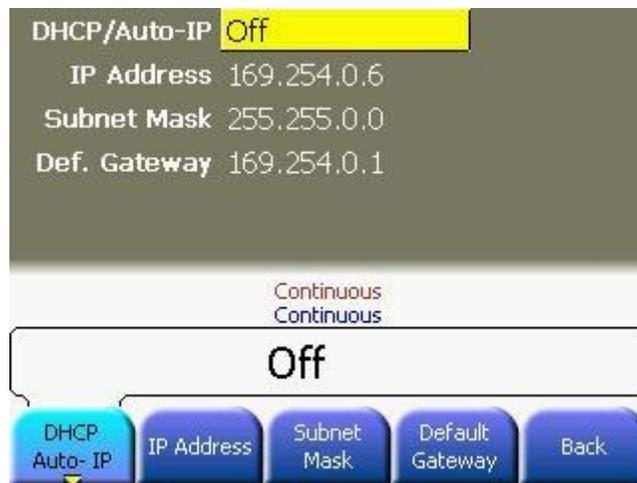 DHCP/Auto-IP Off
IP Address 169.254.0.6
Subnet Mask 255.255.0.0
Def. Gateway 169.254.0.1
Continuous
Continuous
Off
DHCP
Auto- IP
IP Address
Subnet
Mask
Default
Gateway
Back